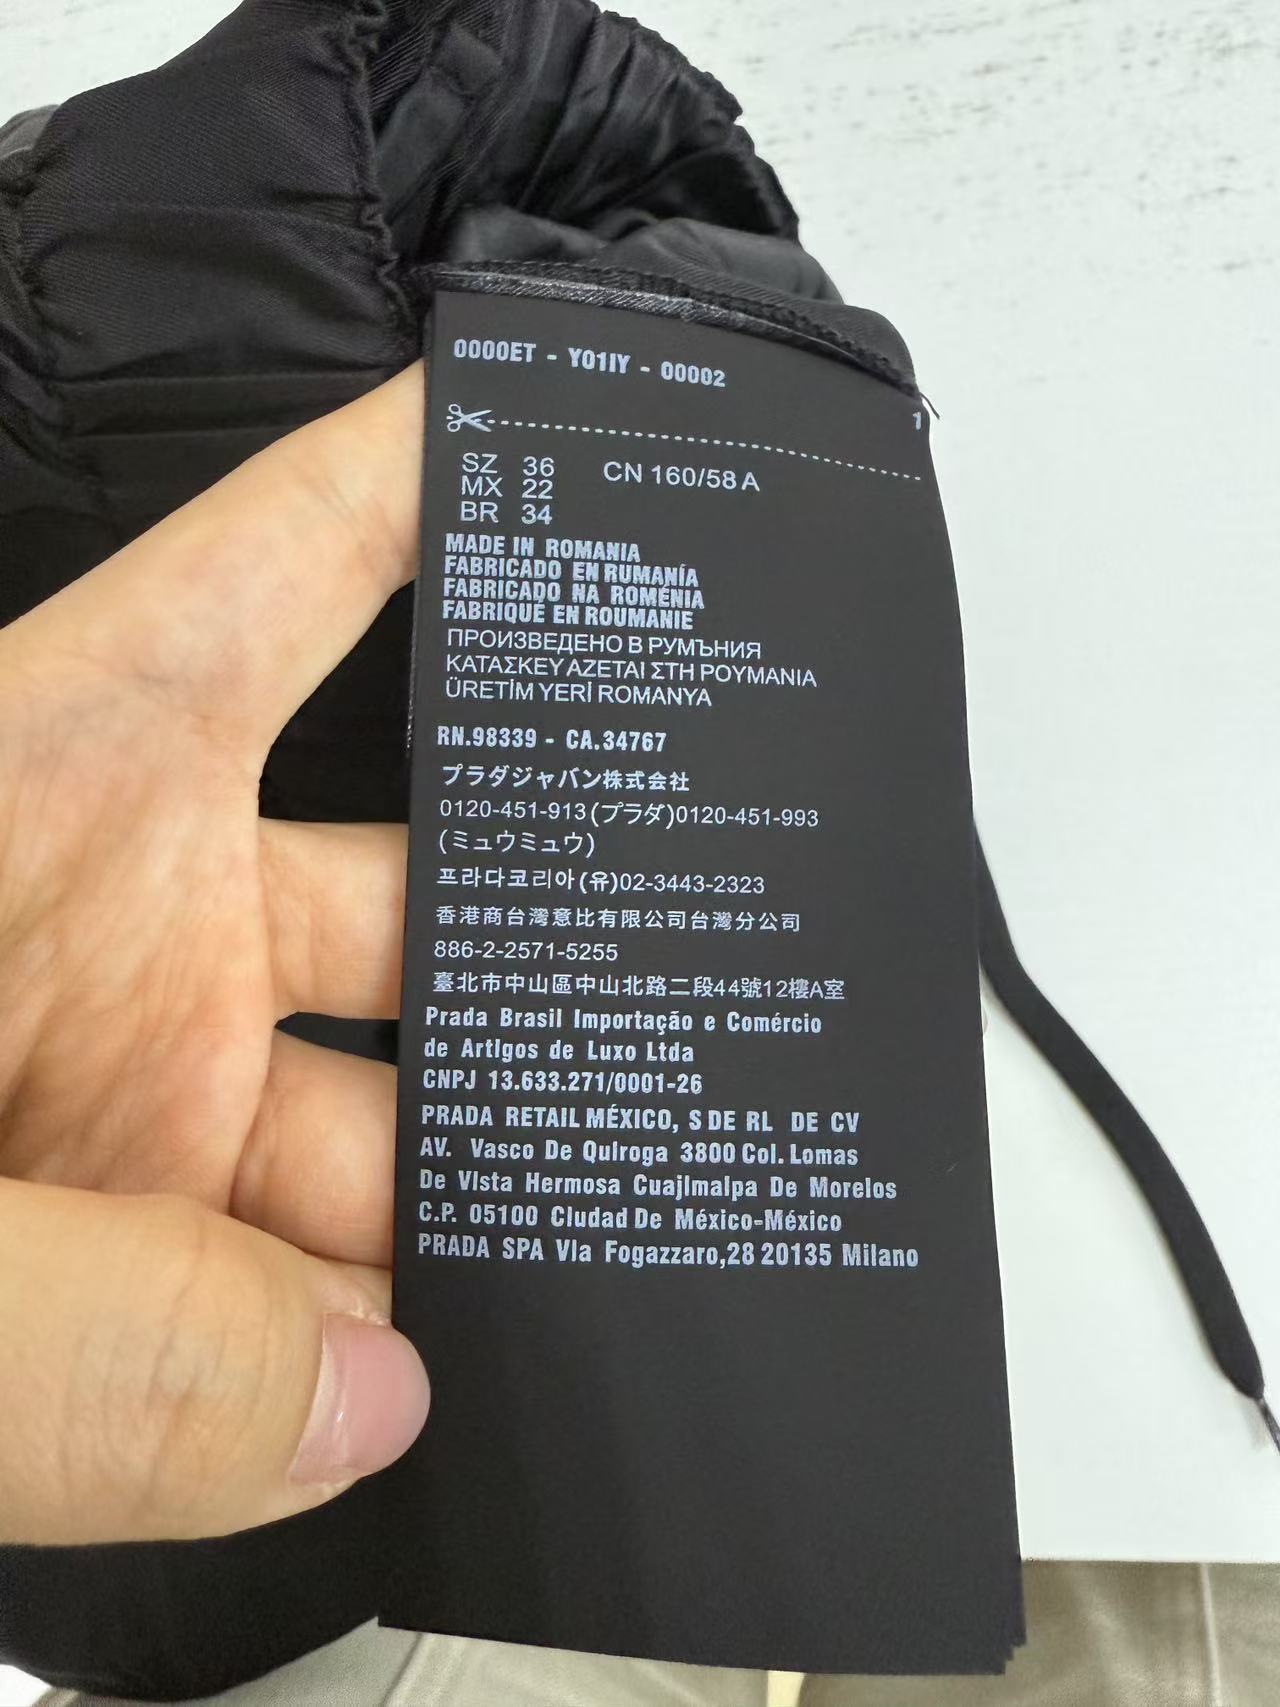 0000ET - Y01IY - 00002
1
SZ 36 CN 160/58 A
MX 22
BR 34
MADE IN ROMANIA
FABRICADO EN RUMANÍA
FABRICADO NA ROMÉNIA
FABRIQUÉ EN ROUMANIE
ПРОИЗВЕДЕНО В РУМЪНИЯ
ΚΑΤΑΣΚΕΥΑΖΕΤΑΙ ΣΤΗ ΡΟΥΜΑΝΙΑ
ÜRETİM YERİ ROMANYA
RN.98339 - CA.34767
プラダジャバン株式会社
0120-451-913(プラダ)0120-451-993
(ミュウミュウ)
프라다코리아(유)02-3443-2323
香港商台灣意比有限公司台灣分公司
886-2-2571-5255
臺北市中山區中山北路二段44號12樓A室
Prada Brasil Importação e Comércio
de Artlgos de Luxo Ltda
CNPJ 13.633.271/0001-26
PRADA RETAIL MÉXICO, S DE RL DE CV
AV. Vasco De Qulroga 3800 Col. Lomas
De Vlsta Hermosa Cuajlmalpa De Morelos
C.P. 05100 Cludad De México-México
PRADA SPA Vla Fogazzaro,28 20135 Milano